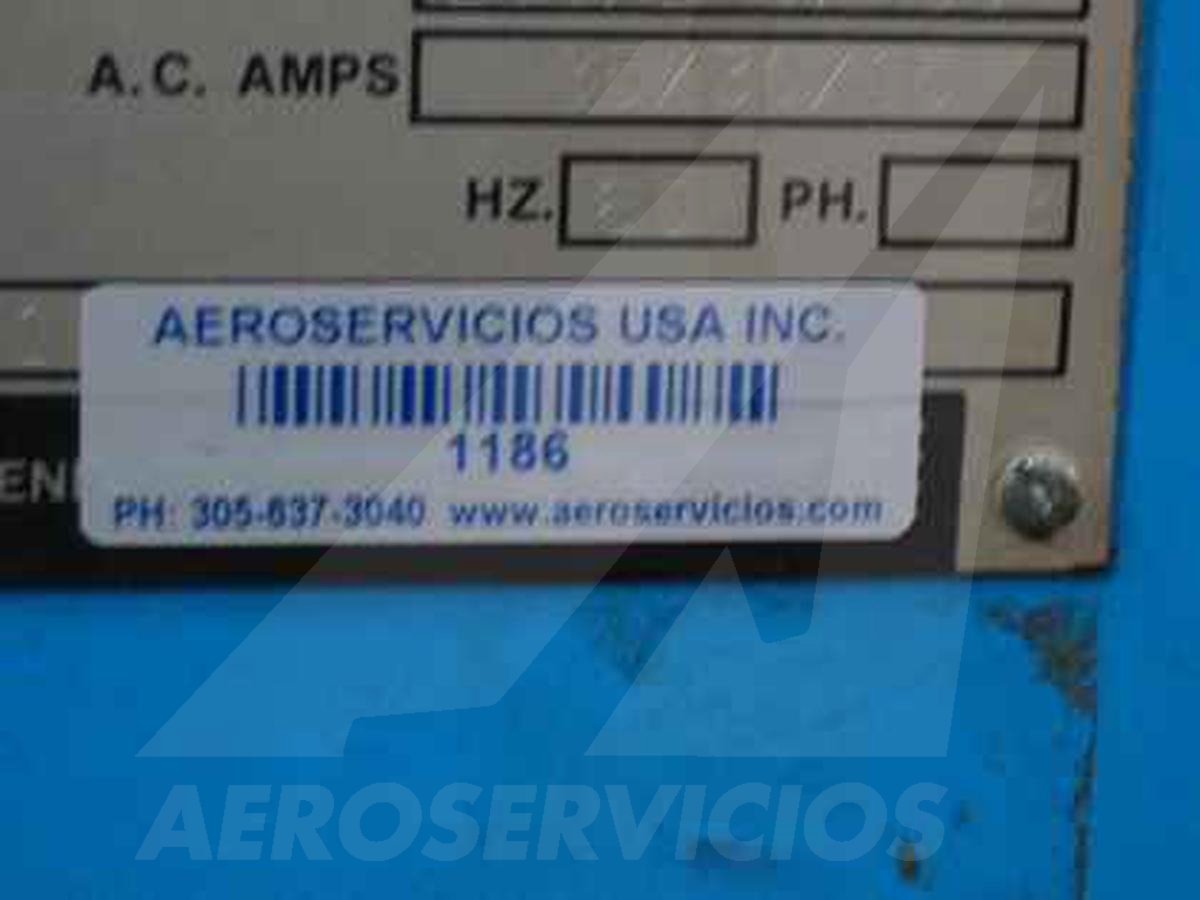 A.C. AMPS
HZ. PH.
AEROSERVICIOS USA INC.
1186
PH: 305-637-3040 www.aeroservicios.com
AEROSERVICIOS